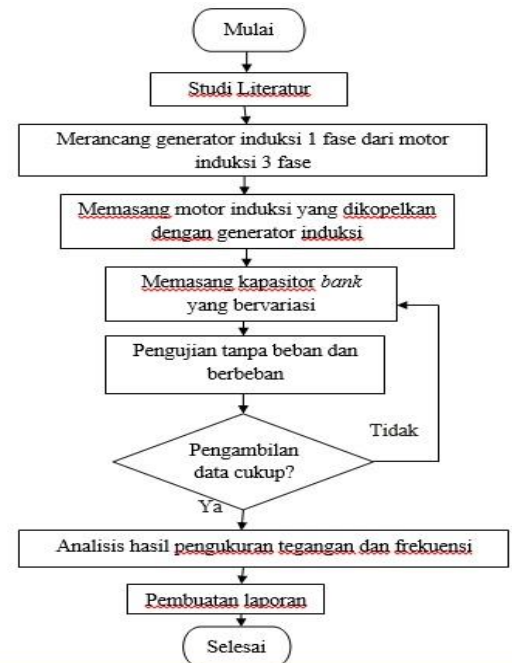 Mulai
Studi Literatur
Merancang generator induksi 1 fase dari motor
induksi 3 fase
Memasang motor induksi yang dikopelkan
dengan generator induksi
Memasang kapasitor bank
yang bervariasi
Pengujian tanpa beban dan
berbeban
Tidak
Pengambilan
data cukup?
Ya
Analisis hasil pengukuran tegangan dan frekuensi
Pembuatan laporan
Selesai